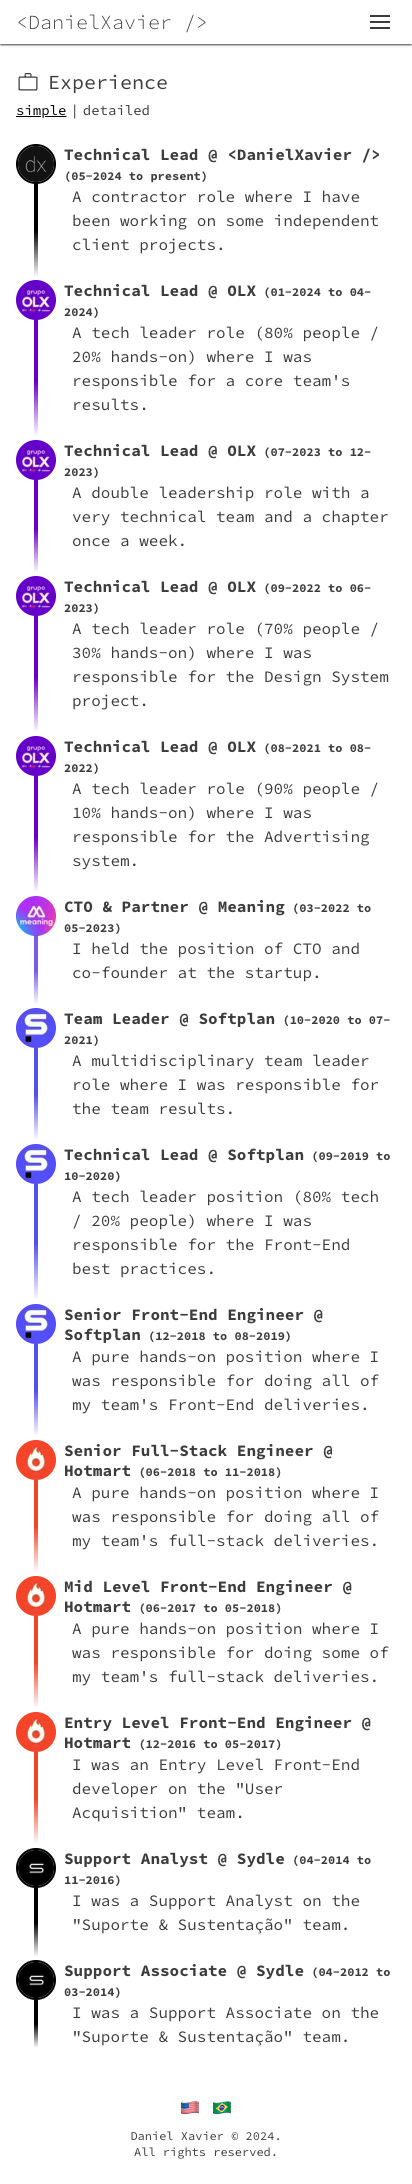 <DanielXavier />
Experience
simple | detailed
dx
Technical Lead @ <DanielXavier />
(05-2024 to present)
A contractor role where I have
been working on some independent
client projects.
grupo
OLX
Technical Lead @ OLX (01-2024 to 04-
2024)
A tech leader role (80% people /
20% hands-on) where I was
responsible for a core team's
results.
grupo
OLX
Technical Lead @ OLX (07-2023 to 12-
2023)
A double leadership role with a
very technical team and a chapter
once a week.
grupo
OLX
Technical Lead @ OLX (09-2022 to 06-
2023)
A tech leader role (70% people /
30% hands-on) where I was
responsible for the Design System
project.
grupo
OLX
Technical Lead @ OLX (08-2021 to 08-
2022)
A tech leader role (90% people /
10% hands-on) where I was
responsible for the Advertising
system.
meaning
CTO & Partner @ Meaning (03-2022 to
05-2023)
I held the position of CTO and
co-founder at the startup.
Team Leader @ Softplan (10-2020 to 07-
2021)
A multidisciplinary team leader
role where I was responsible for
the team results.
Technical Lead @ Softplan (09-2019 to
10-2020)
A tech leader position (80% tech
/ 20% people) where I was
responsible for the Front-End
best practices.
Senior Front-End Engineer @
Softplan (12-2018 to 08-2019)
A pure hands-on position where I
was responsible for doing all of
my team's Front-End deliveries.
Senior Full-Stack Engineer @
Hotmart (06-2018 to 11-2018)
A pure hands-on position where I
was responsible for doing all of
my team's full-stack deliveries.
Mid Level Front-End Engineer @
Hotmart (06-2017 to 05-2018)
A pure hands-on position where I
was responsible for doing some of
my team's full-stack deliveries.
Entry Level Front-End Engineer @
Hotmart (12-2016 to 05-2017)
I was an Entry Level Front-End
developer on the "User
Acquisition" team.
Support Analyst @ Sydle (04-2014 to
11-2016)
I was a Support Analyst on the
"Suporte & Sustentação" team.
Support Associate @ Sydle (04-2012 to
03-2014)
I was a Support Associate on the
"Suporte & Sustentação" team.
Daniel Xavier © 2024.
All rights reserved.